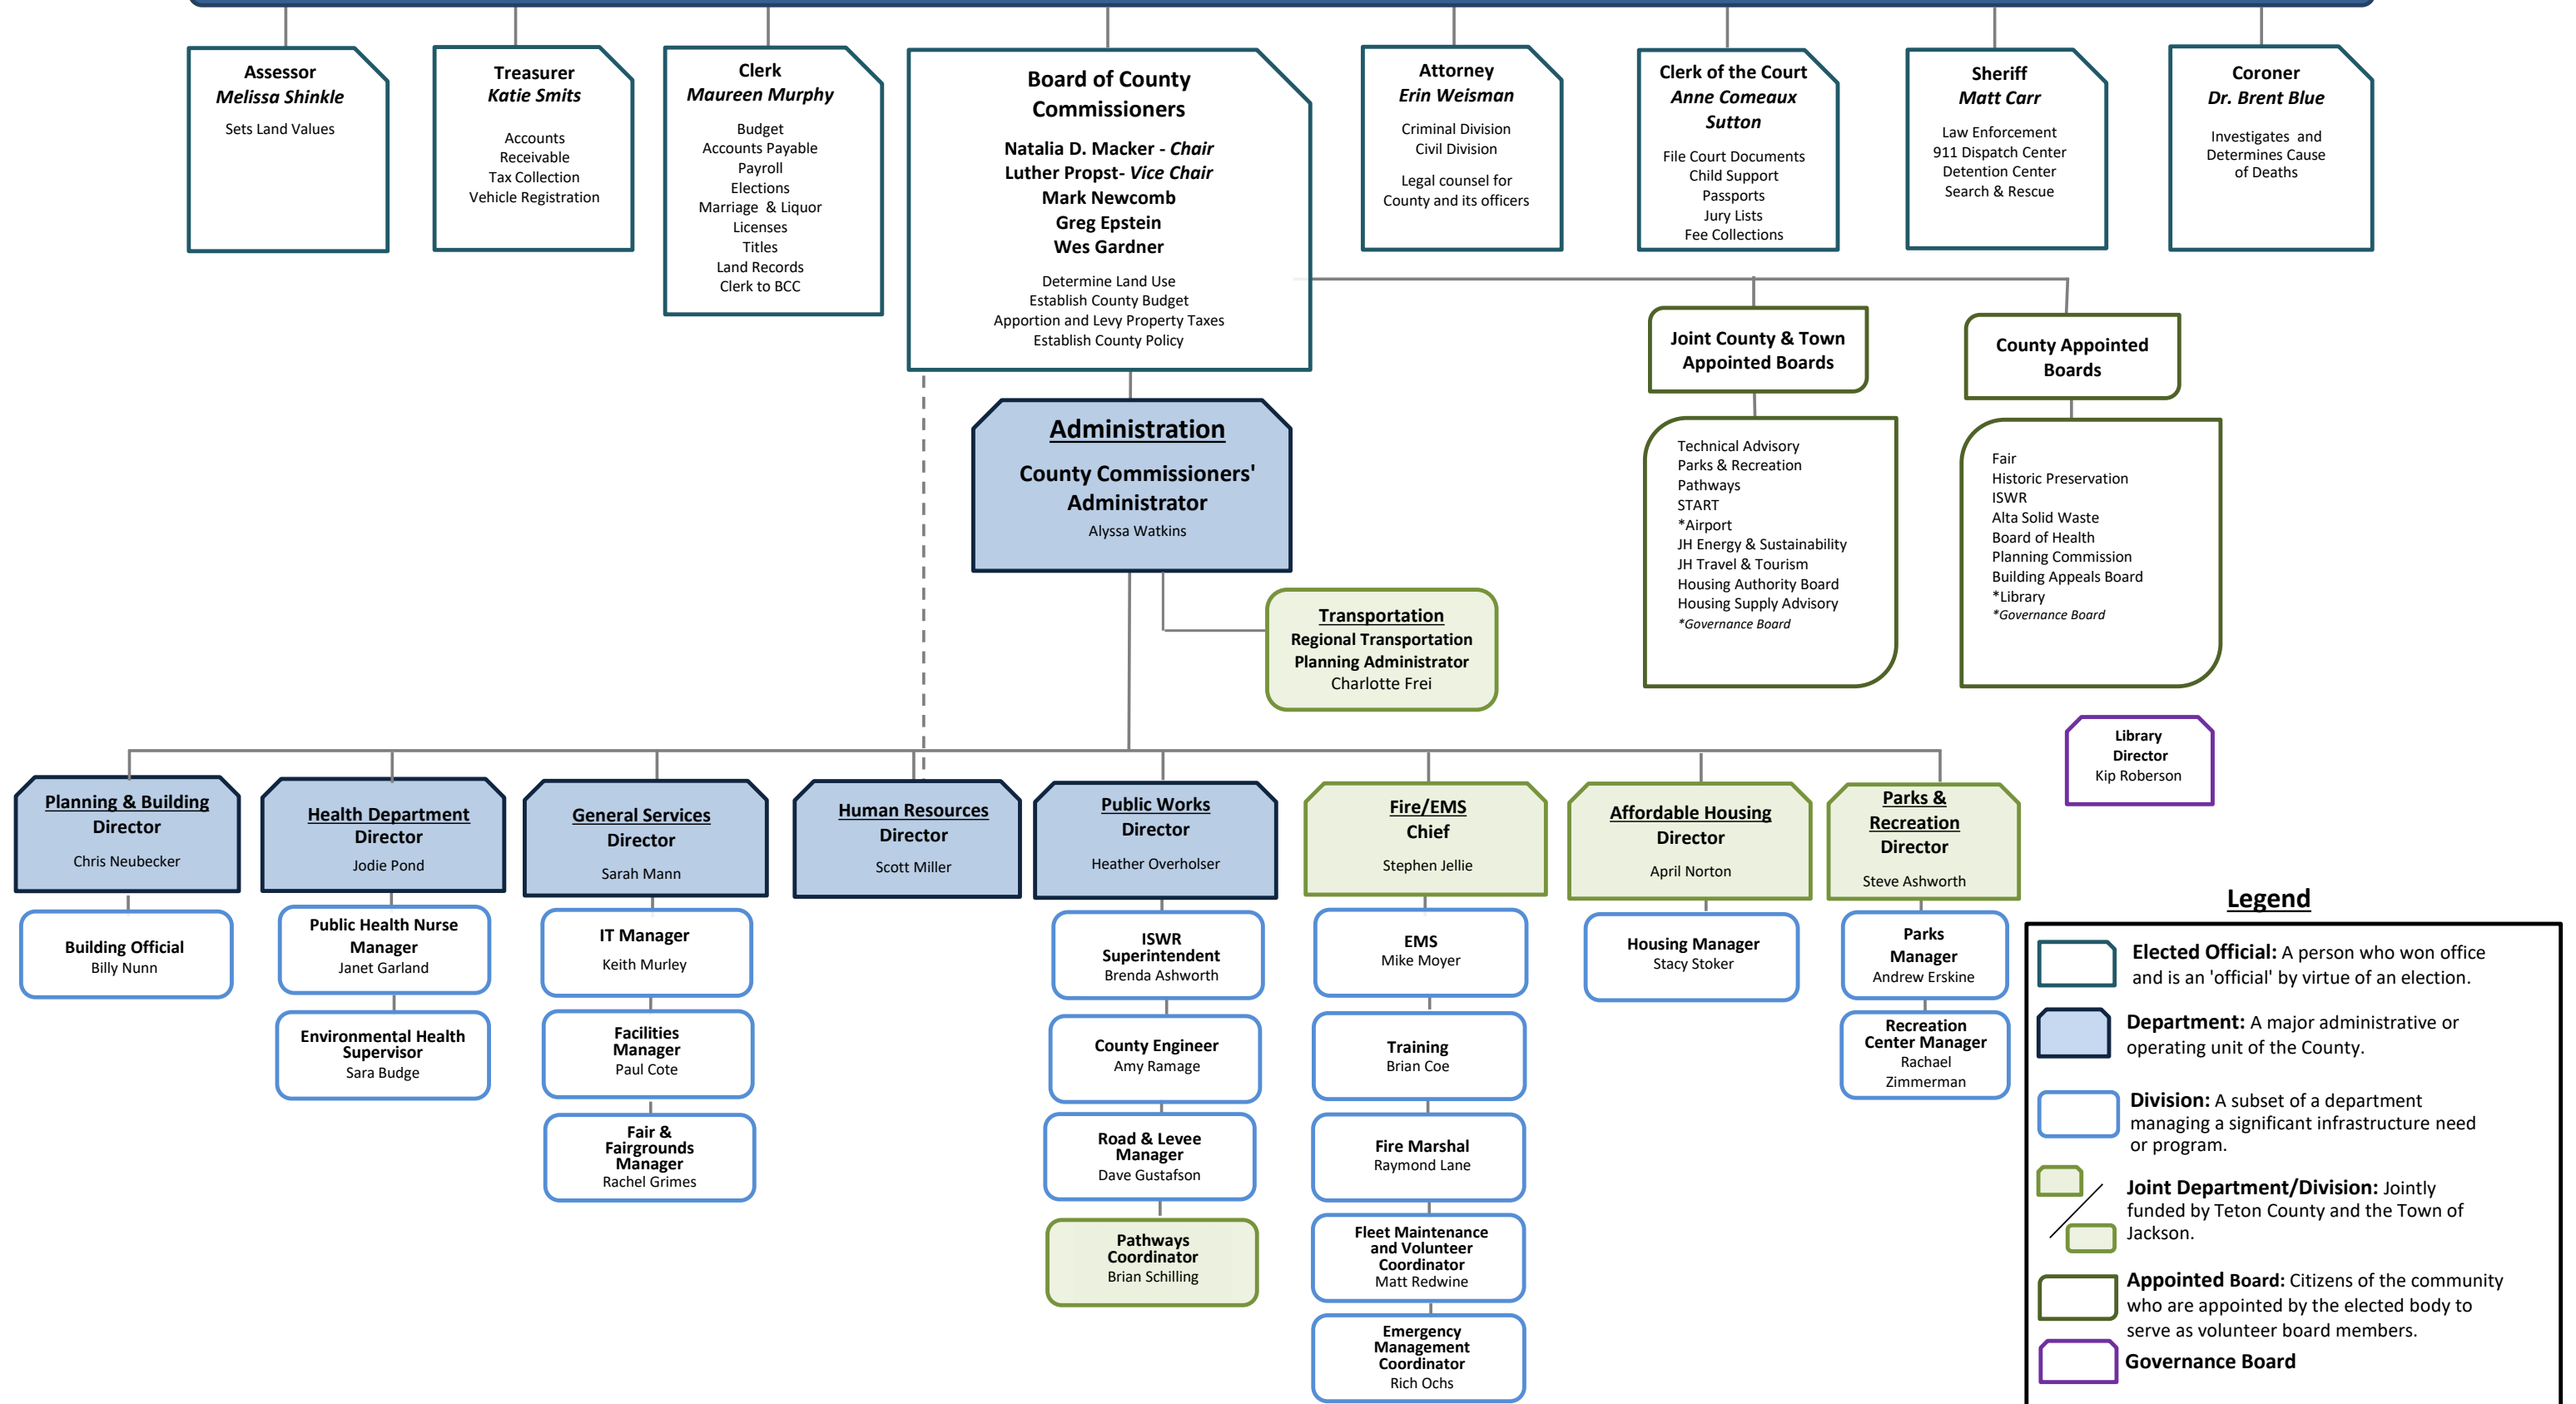 Assessor
Melissa Shinkle
Sets Land Values
Treasurer
Katie Smits
Accounts
Receivable
Tax Collection
Vehicle Registration
Clerk
Maureen Murphy
Budget
Accounts Payable
Payroll
Elections
Marriage & Liquor
Licenses
Titles
Land Records
Clerk to BCC
Board of County
Commissioners
Natalia D. Macker - Chair
Luther Propst- Vice Chair
Mark Newcomb
Greg Epstein
Wes Gardner
Determine Land Use
Establish County Budget
Apportion and Levy Property Taxes
Establish County Policy
Attorney
Erin Weisman
Criminal Division
Civil Division
Legal counsel for
County and its officers
Clerk of the Court
Anne Comeaux
Sutton
File Court Documents
Child Support
Passports
Jury Lists
Fee Collections
Sheriff
Matt Carr
Law Enforcement
911 Dispatch Center
Detention Center
Search & Rescue
Coroner
Dr. Brent Blue
Investigates and
Determines Cause
of Deaths
Joint County & Town
Appointed Boards
Technical Advisory
Parks & Recreation
Pathways
START
*Airport
JH Energy & Sustainability
JH Travel & Tourism
Housing Authority Board
Housing Supply Advisory
*Governance Board
County Appointed
Boards
Fair
Historic Preservation
ISWR
Alta Solid Waste
Board of Health
Planning Commission
Building Appeals Board
*Library
*Governance Board
Administration
County Commissioners'
Administrator
Alyssa Watkins
Transportation
Regional Transportation
Planning Administrator
Charlotte Frei
Library
Director
Kip Roberson
Planning & Building
Director
Chris Neubecker
Building Official
Billy Nunn
Health Department
Director
Jodie Pond
Public Health Nurse
Manager
Janet Garland
Environmental Health
Supervisor
Sara Budge
General Services
Director
Sarah Mann
IT Manager
Keith Murley
Facilities
Manager
Paul Cote
Fair &
Fairgrounds
Manager
Rachel Grimes
Human Resources
Director
Scott Miller
Public Works
Director
Heather Overholser
ISWR
Superintendent
Brenda Ashworth
County Engineer
Amy Ramage
Road & Levee
Manager
Dave Gustafson
Pathways
Coordinator
Brian Schilling
Fire/EMS
Chief
Stephen Jellie
EMS
Mike Moyer
Training
Brian Coe
Fire Marshal
Raymond Lane
Fleet Maintenance
and Volunteer
Coordinator
Matt Redwine
Emergency
Management
Coordinator
Rich Ochs
Affordable Housing
Director
April Norton
Housing Manager
Stacy Stoker
Parks &
Recreation
Director
Steve Ashworth
Parks
Manager
Andrew Erskine
Recreation
Center Manager
Rachael
Zimmerman
Legend
Elected Official: A person who won office
and is an 'official' by virtue of an election.
Department: A major administrative or
operating unit of the County.
Division: A subset of a department
managing a significant infrastructure need
or program.
Joint Department/Division: Jointly
funded by Teton County and the Town of
Jackson.
Appointed Board: Citizens of the community
who are appointed by the elected body to
serve as volunteer board members.
Governance Board